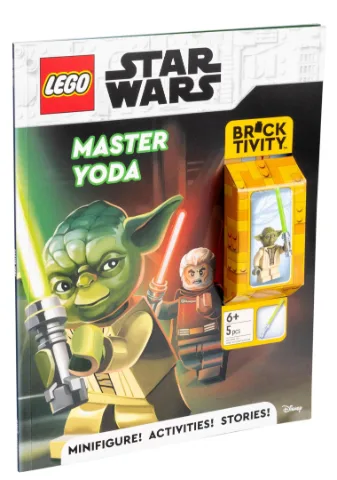 LEGO
STAR
WARS
MASTER
YODA
BRICK
TIVITY
6+
5 pcs
MINIFIGURE! ACTIVITIES! STORIES!
Disney